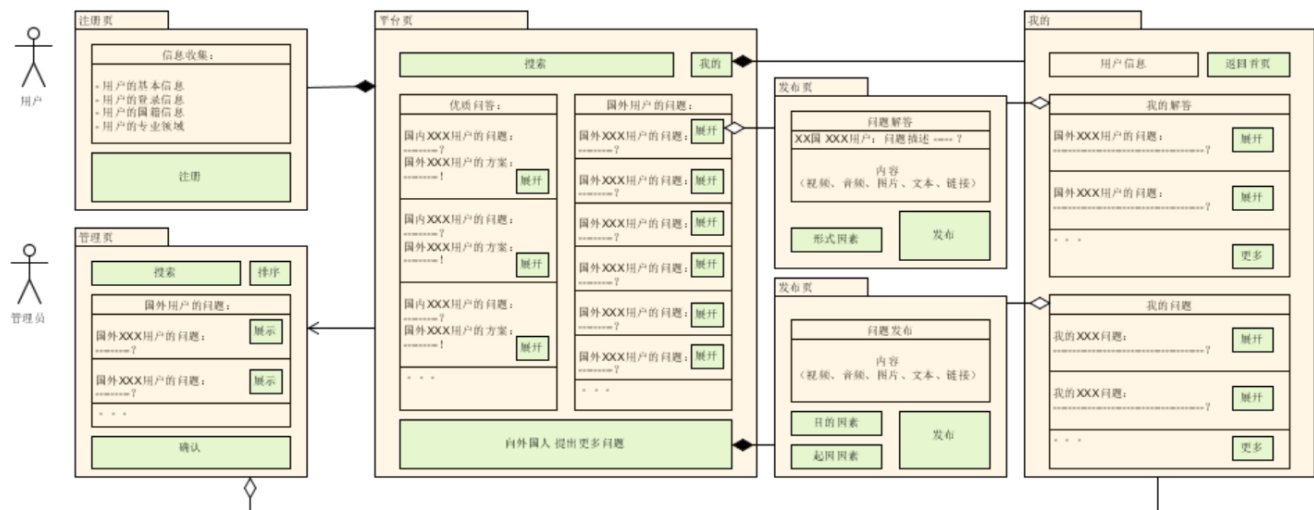 用户
管理员
注册页
信息收集：
- 用户的基本信息
- 用户的登录信息
- 用户的国籍信息
- 用户的专业领域
注册
管理页
搜索
排序
国外用户的问题：
国外XXX用户的问题：
--------？
展示
国外XXX用户的问题：
--------？
展示
。。。
确认
平台页
搜索
我的
优质问答：
国内XXX用户的问题：
--------？
国外XXX用户的方案：
--------！
展开
国内XXX用户的问题：
--------？
国外XXX用户的方案：
--------！
展开
国内XXX用户的问题：
--------？
国外XXX用户的方案：
--------！
展开
。。。
国外用户的问题：
国外XXX用户的问题：
--------？
展开
国外XXX用户的问题：
--------？
展开
国外XXX用户的问题：
--------？
展开
国外XXX用户的问题：
--------？
展开
国外XXX用户的问题：
--------？
展开
国外XXX用户的问题：
--------？
展开
。。。
向外国人 提出更多问题
发布页
问题解答
XX国 XXX用户： 问题描述 -----？
内容
（视频、音频、图片、文本、链接）
形式因素
发布
发布页
问题发布
内容
（视频、音频、图片、文本、链接）
目的因素
起因因素
发布
我的
用户信息
返回首页
我的解答
国外XXX用户的问题：
------------------------------------？
展开
国外XXX用户的问题：
------------------------------------？
展开
。。。
更多
我的问题
我的XXX问题：
------------------------------------？
展开
我的XXX问题：
------------------------------------？
展开
。。。
更多